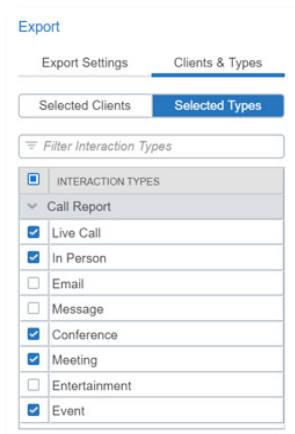 Export
Export Settings Clients & Types
Selected Clients Selected Types
Filter Interaction Types
INTERACTION TYPES
Call Report
Live Call
In Person
Email
Message
Conference
Meeting
Entertainment
Event